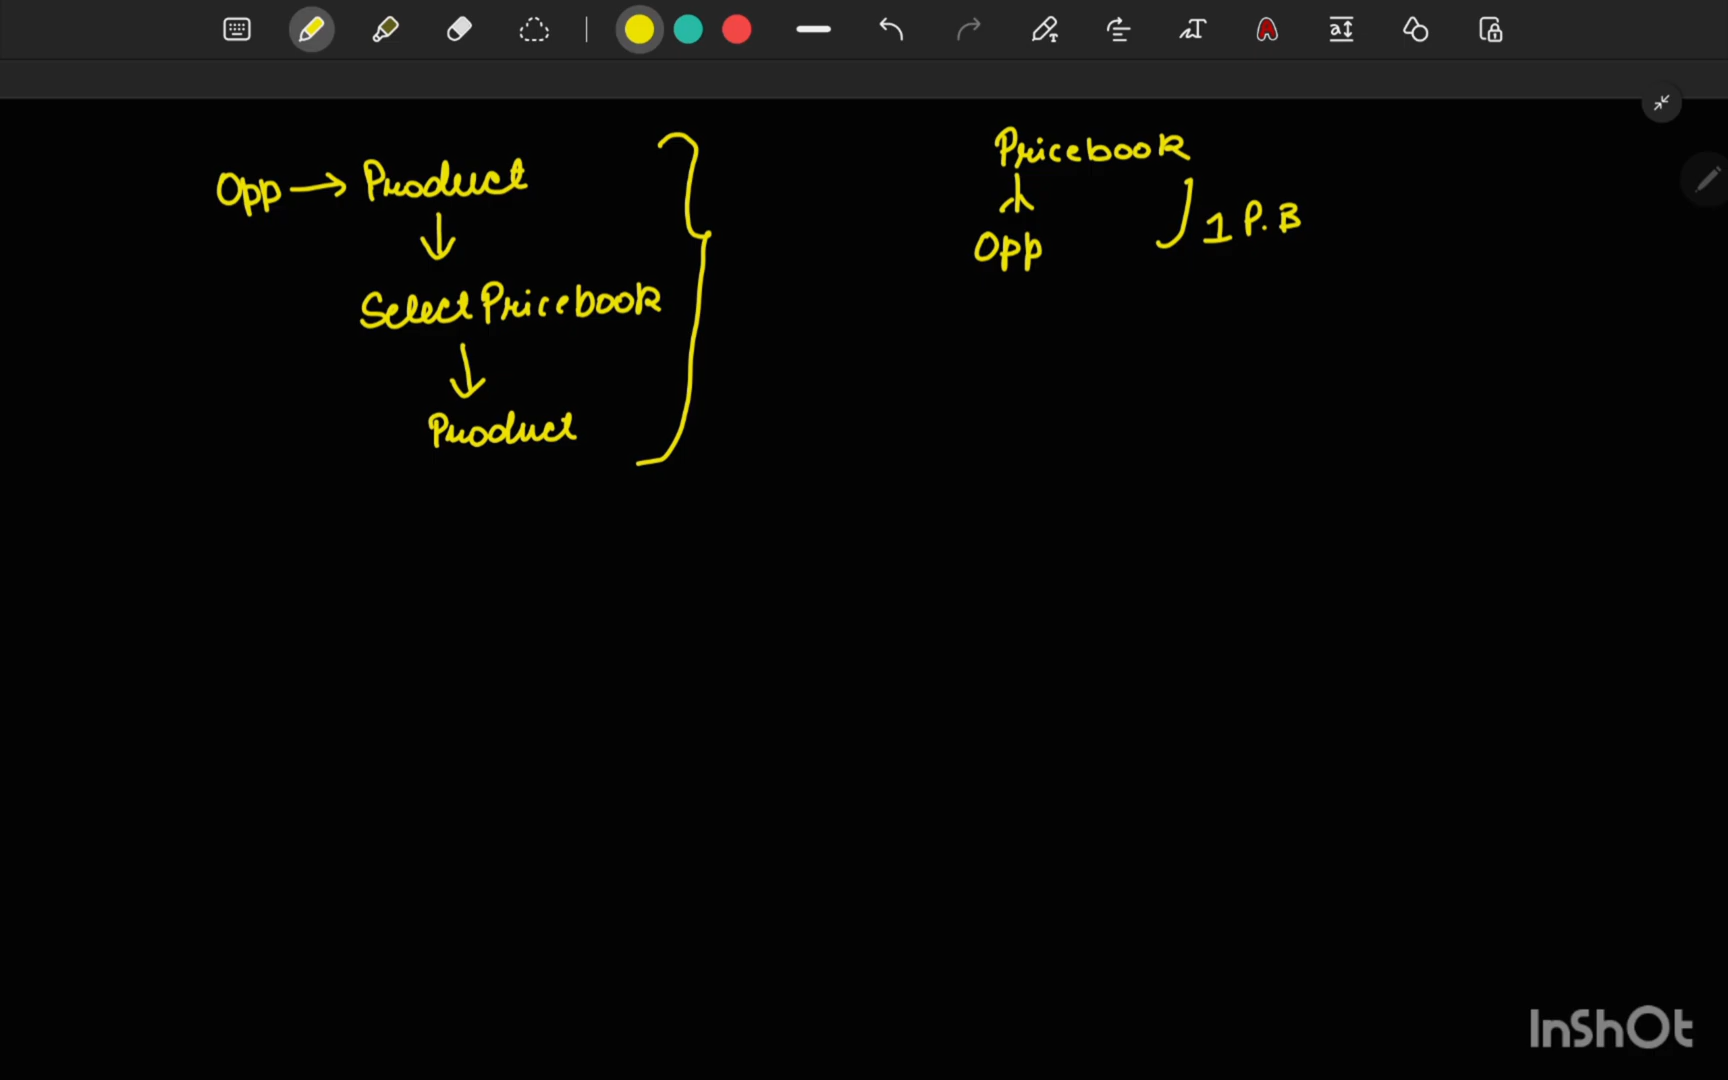 Opp → Product
↓
Select Pricebook
↓
Product
Pricebook
Opp
1 P.B
InShOt